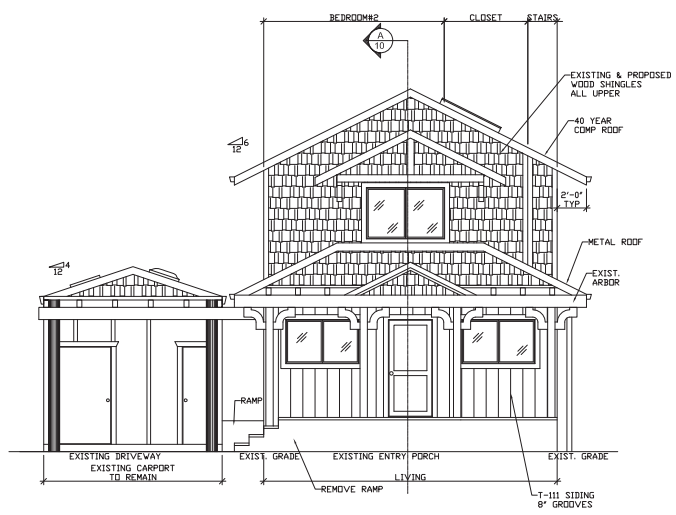 BEDROOM#2 CLOSET STAIRS
A
10
EXISTING & PROPOSED
WOOD SHINGLES
ALL UPPER
40 YEAR
COMP ROOF
6
12
2'-0"
TYP
METAL ROOF
4
12
EXIST.
ARBOR
RAMP
EXISTING DRIVEWAY EXIST. GRADE EXISTING ENTRY PORCH EXIST. GRADE
EXISTING CARPORT
TO REMAIN
LIVING
REMOVE RAMP
T-111 SIDING
8" GROOVES